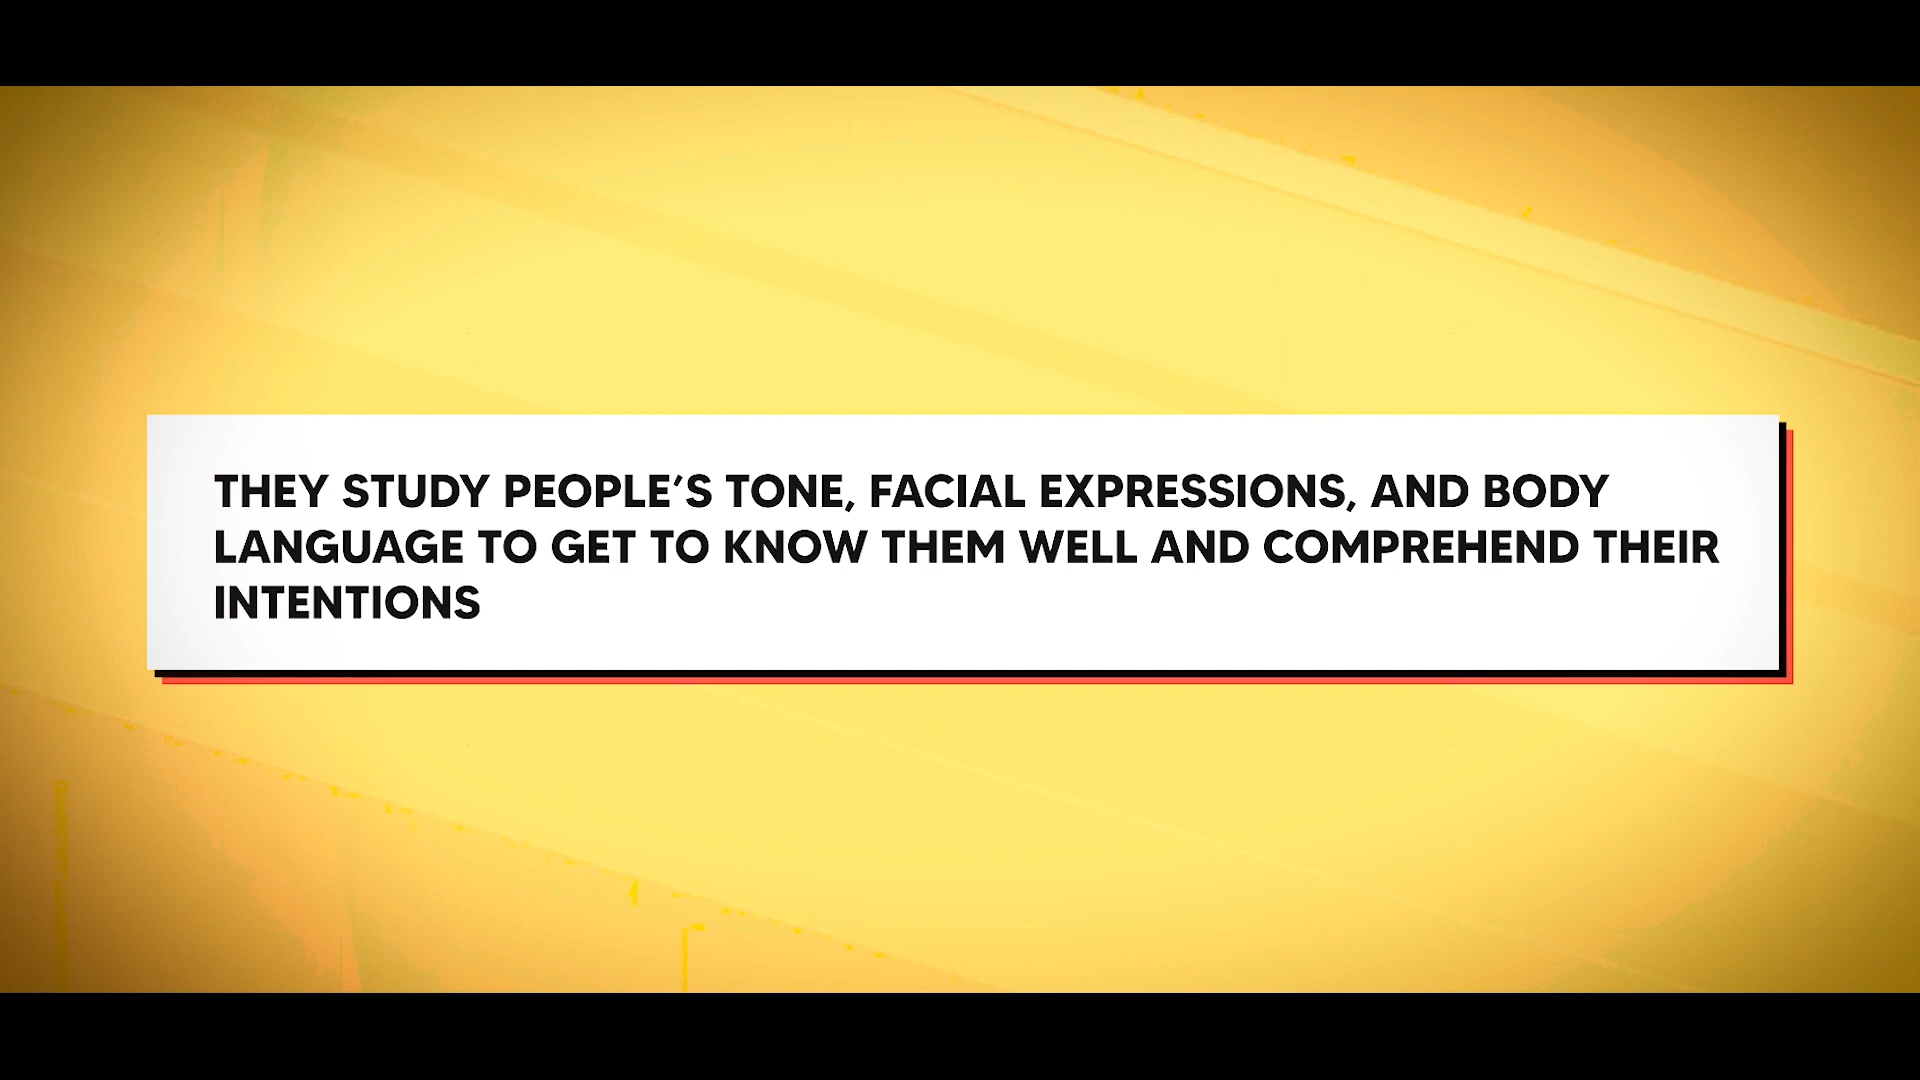 THEY STUDY PEOPLE’S TONE, FACIAL EXPRESSIONS, AND BODY
LANGUAGE TO GET TO KNOW THEM WELL AND COMPREHEND THEIR
INTENTIONS